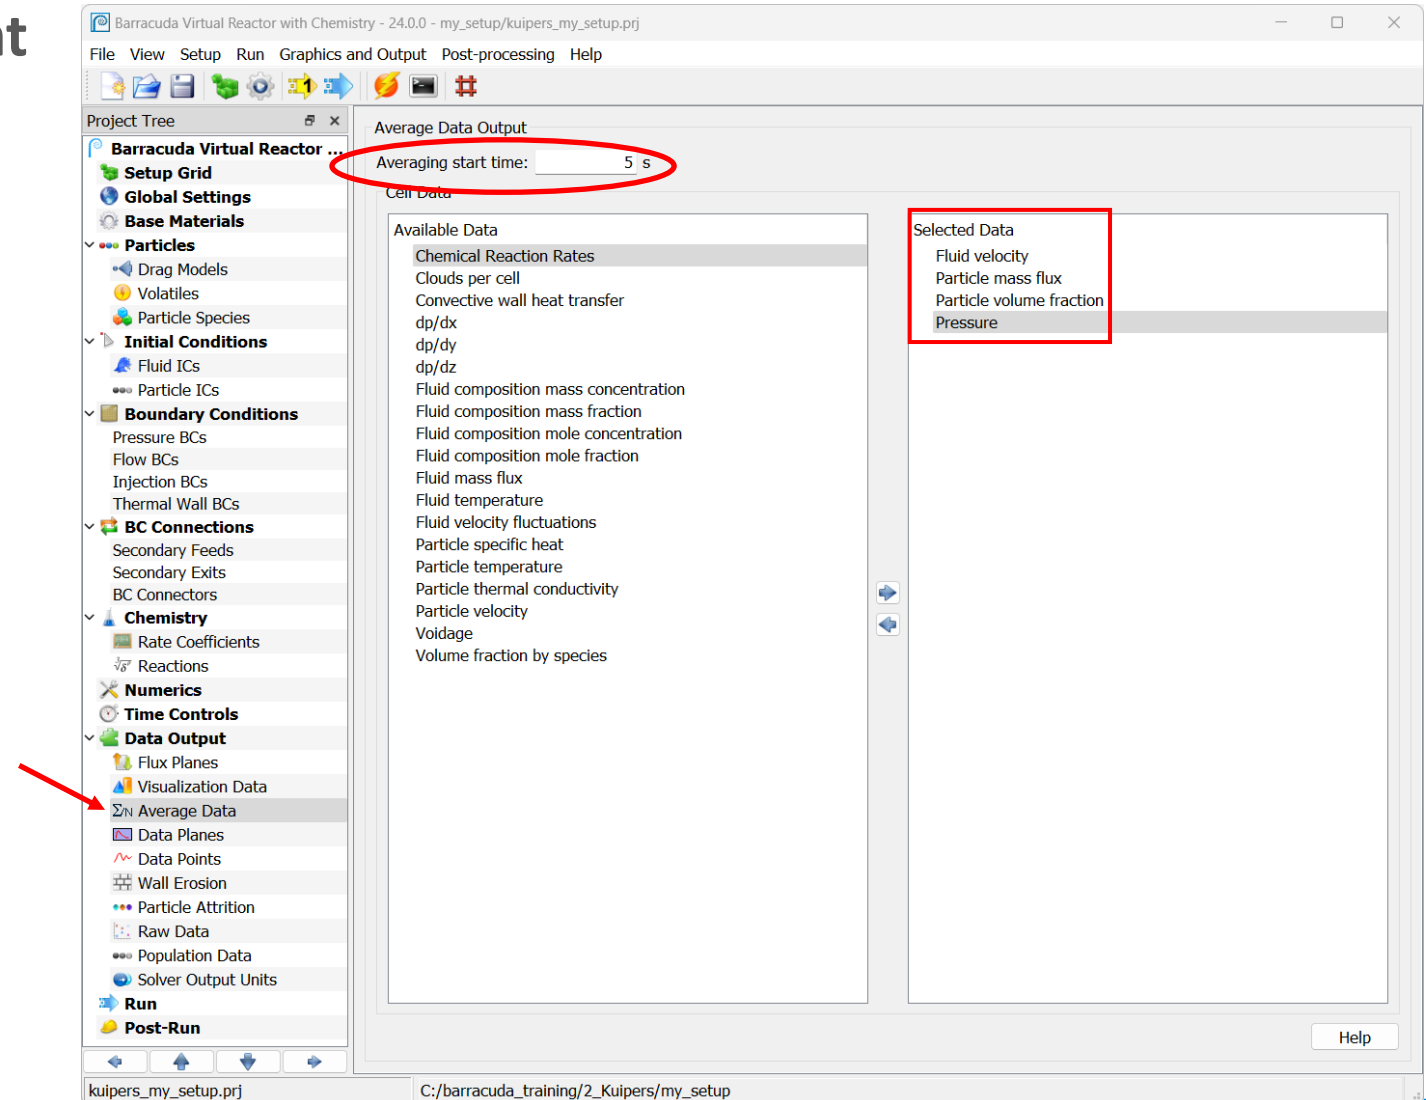 nt
Barracuda Virtual Reactor with Chemistry - 24.0.0 - my_setup/kuipers_my_setup.prj
File View Setup Run Graphics and Output Post-processing Help
Project Tree
Barracuda Virtual Reactor ...
Setup Grid
Global Settings
Base Materials
Particles
Drag Models
Volatiles
Particle Species
Initial Conditions
Fluid ICs
Particle ICs
Boundary Conditions
Pressure BCs
Flow BCs
Injection BCs
Thermal Wall BCs
BC Connections
Secondary Feeds
Secondary Exits
BC Connectors
Chemistry
Rate Coefficients
Reactions
Numerics
Time Controls
Data Output
Flux Planes
Visualization Data
Σ/N Average Data
Data Planes
Data Points
Wall Erosion
Particle Attrition
Raw Data
Population Data
Solver Output Units
Run
Post-Run
Average Data Output
Averaging start time: 5 s
Cell Data
Available Data
Chemical Reaction Rates
Clouds per cell
Convective wall heat transfer
dp/dx
dp/dy
dp/dz
Fluid composition mass concentration
Fluid composition mass fraction
Fluid composition mole concentration
Fluid composition mole fraction
Fluid mass flux
Fluid temperature
Fluid velocity fluctuations
Particle specific heat
Particle temperature
Particle thermal conductivity
Particle velocity
Voidage
Volume fraction by species
Selected Data
Fluid velocity
Particle mass flux
Particle volume fraction
Pressure
Help
kuipers_my_setup.prj C:/barracuda_training/2_Kuipers/my_setup